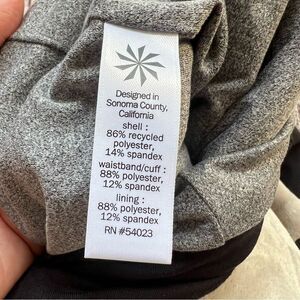 Designed in
Sonoma County,
California
shell :
86% recycled
polyester,
14% spandex
waistband/cuff :
88% polyester,
12% spandex
lining :
88% polyester,
12% spandex
RN #54023